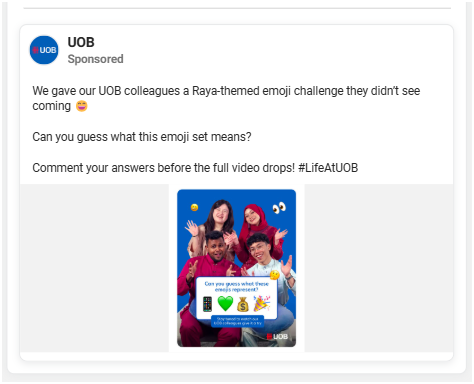 UOB
UOB
Sponsored
We gave our UOB colleagues a Raya-themed emoji challenge they didn't see
coming 😄
Can you guess what this emoji set means?
Comment your answers before the full video drops! #LifeAtUOB
Can you guess what these
emojis represent?
UOB